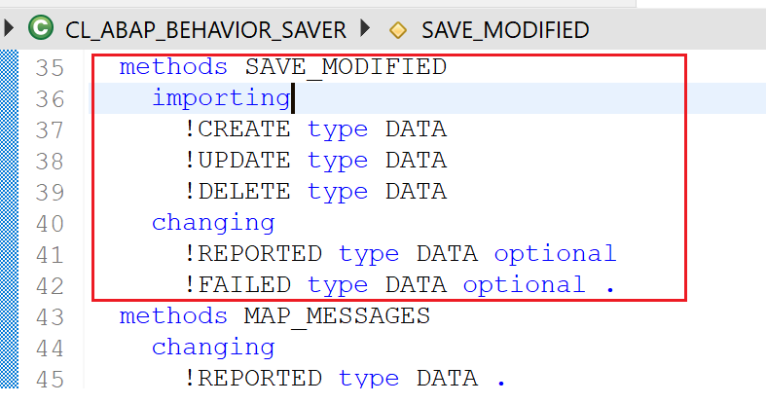 C CL_ABAP_BEHAVIOR_SAVER SAVE_MODIFIED
35 methods SAVE_MODIFIED
36 importing
37 !CREATE type DATA
38 !UPDATE type DATA
39 !DELETE type DATA
40 changing
41 !REPORTED type DATA optional
42 !FAILED type DATA optional .
43 methods MAP_MESSAGES
44 changing
45 !REPORTED type DATA .